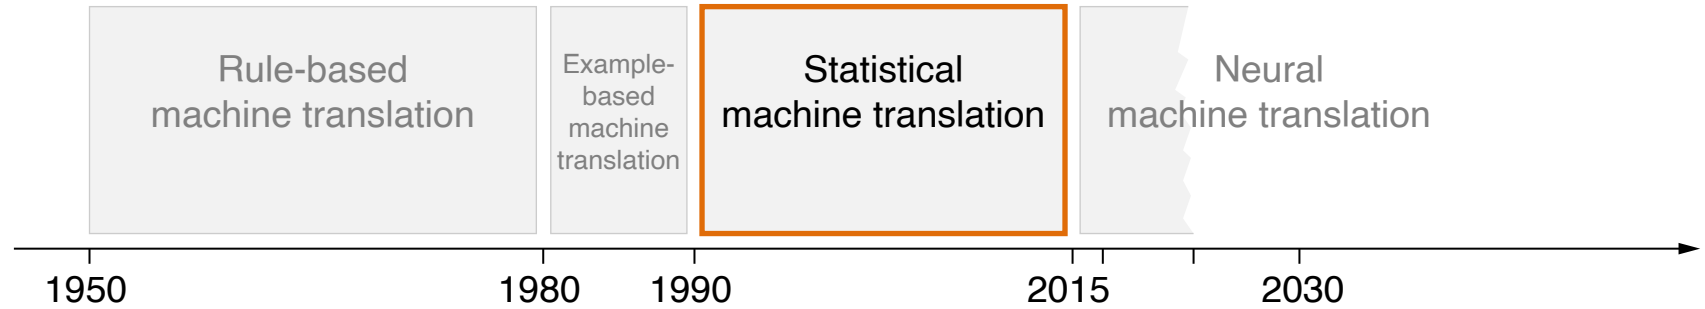 Rule-based
machine translation
Example-
based
machine
translation
Statistical
machine translation
Neural
machine translation
1950
1980
1990
2015
2030